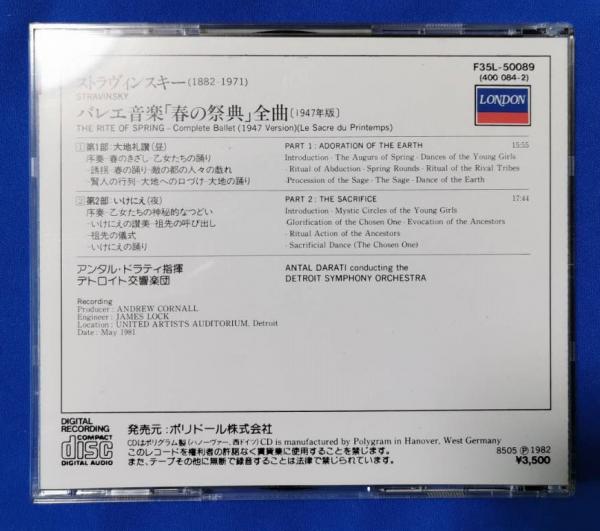 F35L-50089
(400 084-2)
LONDON
ストラヴィンスキー(1882-1971)
STRAVINSKY
バレエ音楽「春の祭典」全曲〔1947年版〕
THE RITE OF SPRING - Complete Ballet (1947 Version)(Le Sacre du Printemps)
1 第1部:大地礼讃(昼)
序奏-春のきざし-乙女たちの踊り
-誘拐-春の踊り-敵の都の人々の戯れ
-賢人の行列-大地への口づけ-大地の踊り
PART 1 : ADORATION OF THE EARTH 15:55
Introduction - The Augurs of Spring - Dances of the Young Girls
- Ritual of Abduction - Spring Rounds - Ritual of the Rival Tribes
- Procession of the Sage - The Sage - Dance of the Earth
2 第2部:いけにえ(夜)
序奏-乙女たちの神秘的なつどい
-いけにえの讃美-祖先の呼び出し
-祖先の儀式
-いけにえの踊り
PART 2 : THE SACRIFICE 17:44
Introduction - Mystic Circles of the Young Girls
- Glorification of the Chosen One - Evocation of the Ancestors
- Ritual Action of the Ancestors
- Sacrificial Dance (The Chosen One)
アンタル・ドラティ指揮
デトロイト交響楽団
ANTAL DARATI conducting the
DETROIT SYMPHONY ORCHESTRA
Recording
Producer : ANDREW CORNALL
Engineer : JAMES LOCK
Location : UNITED ARTISTS AUDITORIUM, Detroit
Date : May 1981
DIGITAL
RECORDING
COMPACT
disc
DIGITAL AUDIO
発売元:ポリドール株式会社
CDはポリグラム製(ハノーヴァー,西ドイツ)CD is manufactured by Polygram in Hanover, West Germany
このレコードを権利者の許諾なく賃貸業に使用することを禁じます。
また、テープその他に無断で録音することは法律で禁じられています。
8505 Ⓟ 1982
¥3,500